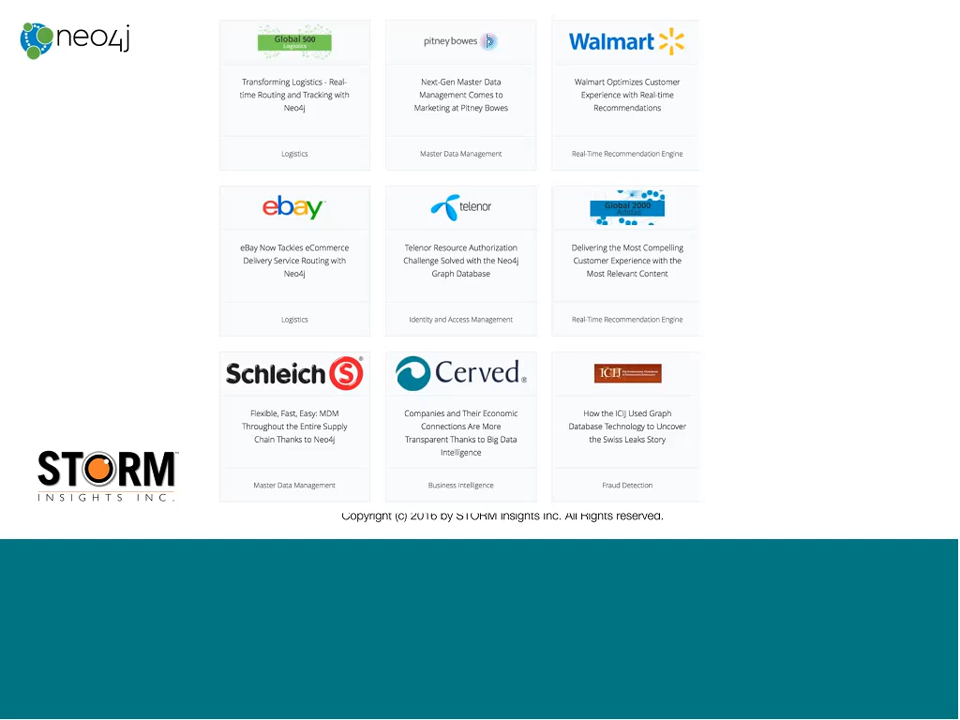 neo4j
Global 500
Logistics
Transforming Logistics - Real-
time Routing and Tracking with
Neo4j
Logistics
pitney bowes
Next-Gen Master Data
Management Comes to
Marketing at Pitney Bowes
Master Data Management
Walmart
Walmart Optimizes Customer
Experience with Real-time
Recommendations
Real-Time Recommendation Engine
ebay™
eBay Now Tackles eCommerce
Delivery Service Routing with
Neo4j
Logistics
telenor
Telenor Resource Authorization
Challenge Solved with the Neo4j
Graph Database
Identity and Access Management
Global 2000
Adidas
Delivering the Most Compelling
Customer Experience with the
Most Relevant Content
Real-Time Recommendation Engine
Schleich S®
Flexible, Fast, Easy: MDM
Throughout the Entire Supply
Chain Thanks to Neo4j
Master Data Management
Cerved®
Companies and Their Economic
Connections Are More
Transparent Thanks to Big Data
Intelligence
Business Intelligence
ICIJ
How the ICIJ Used Graph
Database Technology to Uncover
the Swiss Leaks Story
Fraud Detection
STORM™
INSIGHTS INC.
Copyright (c) 2016 by STORM Insights Inc. All Rights reserved.